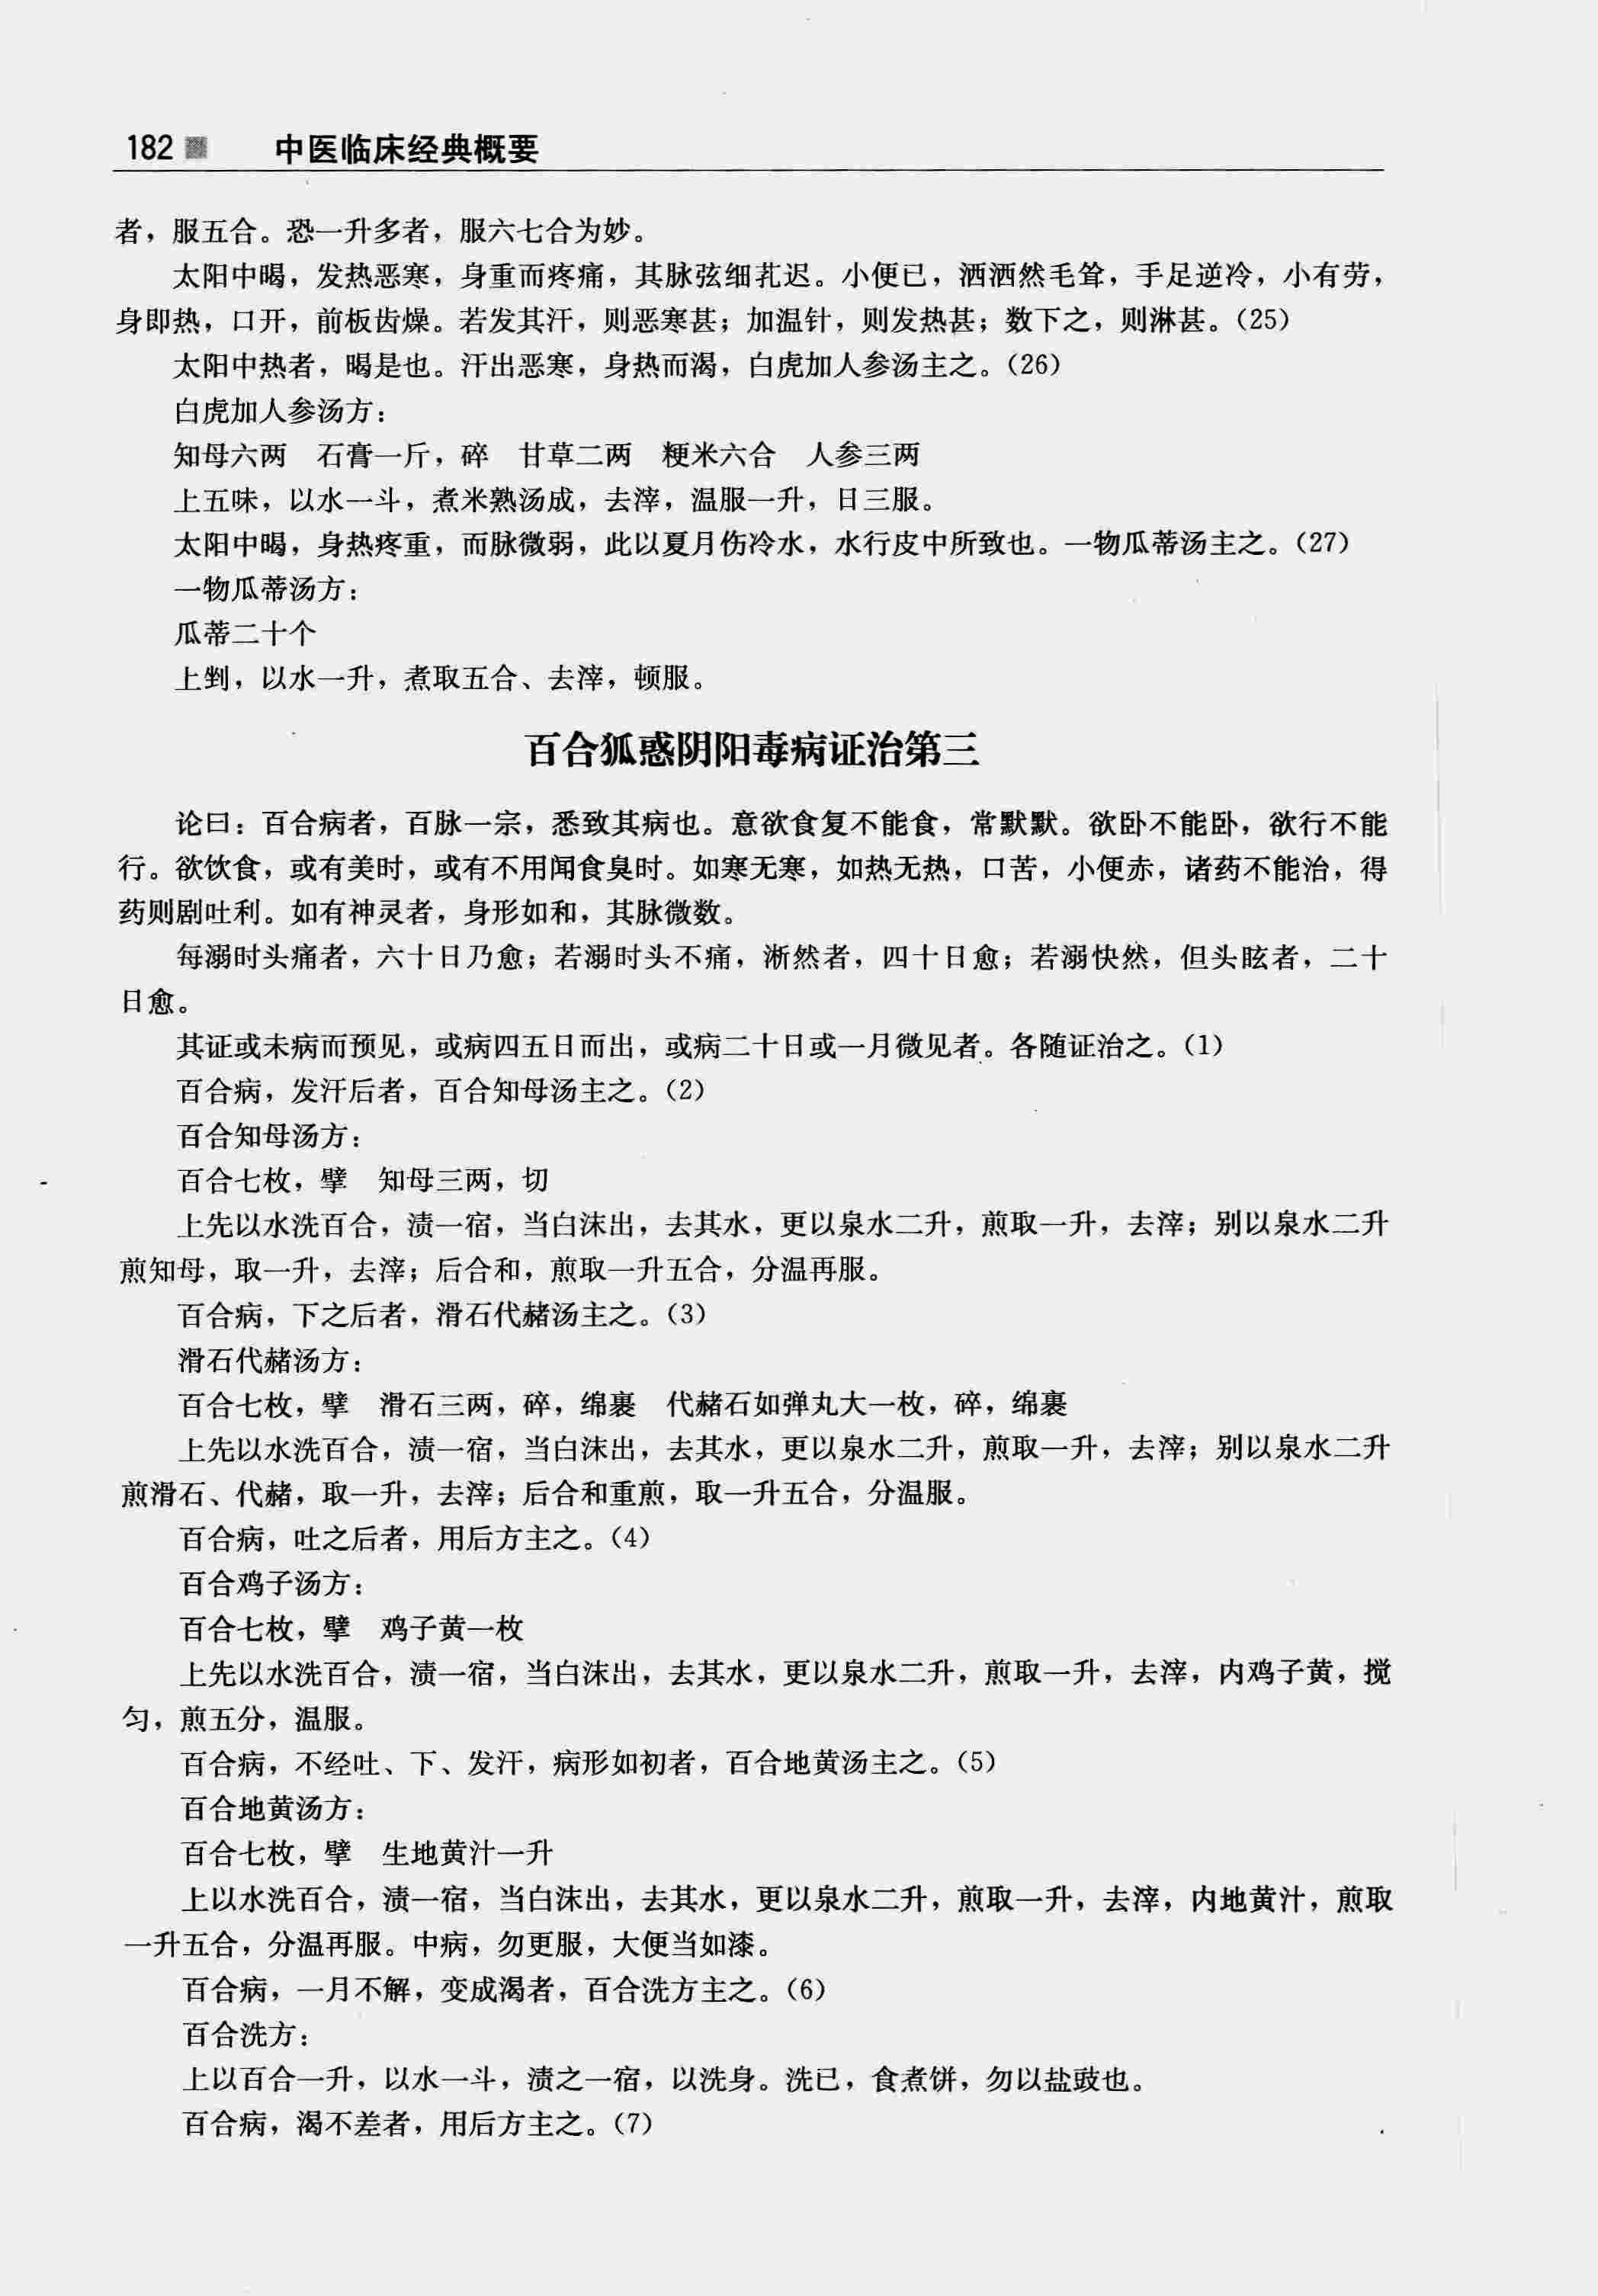 182 中医临床经典概要
者，服五合。恐一升多者，服六七合为妙。
太阳中暍，发热恶寒，身重而疼痛，其脉弦细芤迟。小便已，洒洒然毛耸，手足逆冷，小有劳，
身即热，口开，前板齿燥。若发其汗，则恶寒甚；加温针，则发热甚；数下之，则淋甚。（25）
太阳中热者，暍是也。汗出恶寒，身热而渴，白虎加人参汤主之。（26）
白虎加人参汤方：
知母六两　石膏一斤，碎　甘草二两　粳米六合　人参三两
上五味，以水一斗，煮米熟汤成，去滓，温服一升，日三服。
太阳中暍，身热疼重，而脉微弱，此以夏月伤冷水，水行皮中所致也。一物瓜蒂汤主之。（27）
一物瓜蒂汤方：
瓜蒂二十个
上剉，以水一升，煮取五合、去滓，顿服。
百合狐惑阴阳毒病证治第三
论曰：百合病者，百脉一宗，悉致其病也。意欲食复不能食，常默默。欲卧不能卧，欲行不能
行。欲饮食，或有美时，或有不用闻食臭时。如寒无寒，如热无热，口苦，小便赤，诸药不能治，得
药则剧吐利。如有神灵者，身形如和，其脉微数。
每溺时头痛者，六十日乃愈；若溺时头不痛，淅然者，四十日愈；若溺快然，但头眩者，二十
日愈。
其证或未病而预见，或病四五日而出，或病二十日或一月微见者。各随证治之。（1）
百合病，发汗后者，百合知母汤主之。（2）
百合知母汤方：
百合七枚，擘　知母三两，切
上先以水洗百合，渍一宿，当白沫出，去其水，更以泉水二升，煎取一升，去滓；别以泉水二升
煎知母，取一升，去滓；后合和，煎取一升五合，分温再服。
百合病，下之后者，滑石代赭汤主之。（3）
滑石代赭汤方：
百合七枚，擘　滑石三两，碎，绵裹　代赭石如弹丸大一枚，碎，绵裹
上先以水洗百合，渍一宿，当白沫出，去其水，更以泉水二升，煎取一升，去滓；别以泉水二升
煎滑石、代赭，取一升，去滓；后合和重煎，取一升五合，分温服。
百合病，吐之后者，用后方主之。（4）
百合鸡子汤方：
百合七枚，擘　鸡子黄一枚
上先以水洗百合，渍一宿，当白沫出，去其水，更以泉水二升，煎取一升，去滓，内鸡子黄，搅
匀，煎五分，温服。
百合病，不经吐、下、发汗，病形如初者，百合地黄汤主之。（5）
百合地黄汤方：
百合七枚，擘　生地黄汁一升
上以水洗百合，渍一宿，当白沫出，去其水，更以泉水二升，煎取一升，去滓，内地黄汁，煎取
一升五合，分温再服。中病，勿更服，大便当如漆。
百合病，一月不解，变成渴者，百合洗方主之。（6）
百合洗方：
上以百合一升，以水一斗，渍之一宿，以洗身。洗已，食煮饼，勿以盐豉也。
百合病，渴不差者，用后方主之。（7）